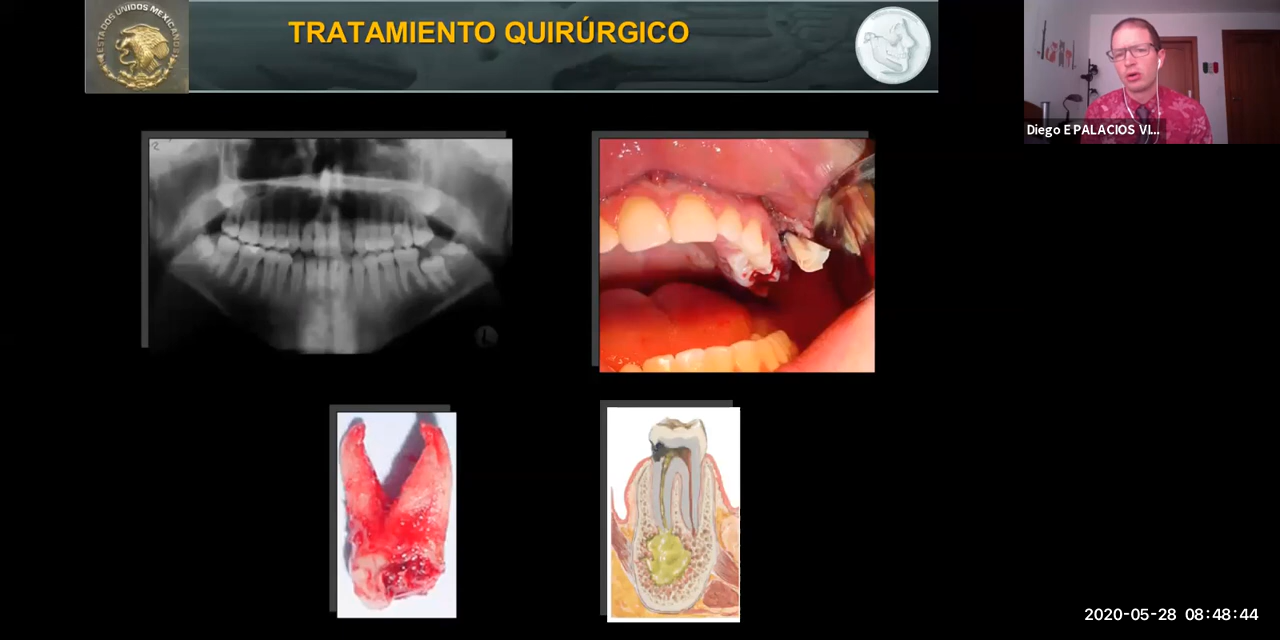 ESTADOS UNIDOS MEXICANOS
TRATAMIENTO QUIRÚRGICO
Diego E PALACIOS VI...
L
2020-05-28 08:48:44